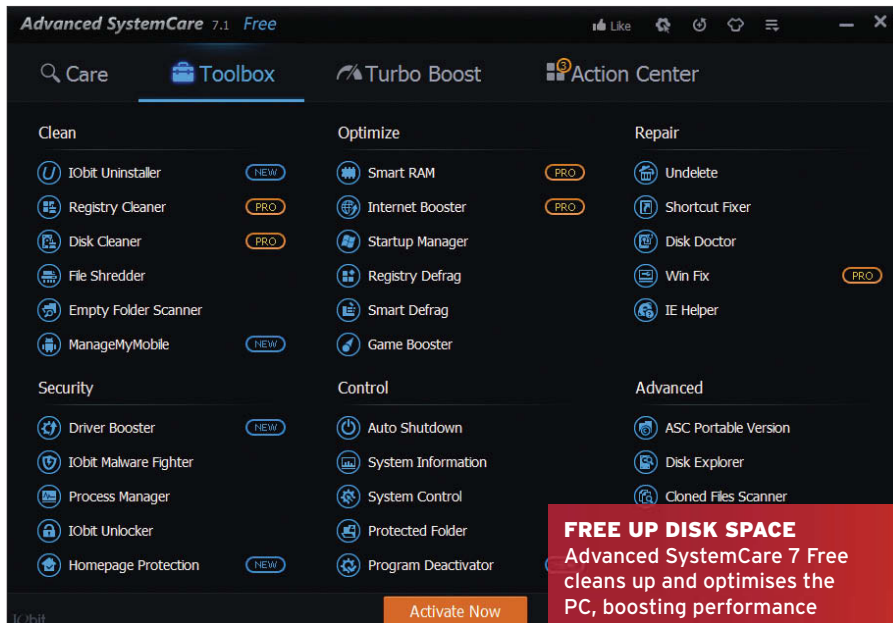 Advanced SystemCare 7.1 Free
Like
Care
Toolbox
Turbo Boost
3
Action Center
Clean
IObit Uninstaller NEW
Registry Cleaner PRO
Disk Cleaner PRO
File Shredder
Empty Folder Scanner
ManageMyMobile NEW
Optimize
Smart RAM PRO
Internet Booster PRO
Startup Manager
Registry Defrag
Smart Defrag
Game Booster
Repair
Undelete
Shortcut Fixer
Disk Doctor
Win Fix PRO
IE Helper
Security
Driver Booster NEW
IObit Malware Fighter
Process Manager
IObit Unlocker
Homepage Protection NEW
Control
Auto Shutdown
System Information
System Control
Protected Folder
Program Deactivator
Advanced
ASC Portable Version
Disk Explorer
Cloned Files Scanner
FREE UP DISK SPACE
Advanced SystemCare 7 Free
cleans up and optimises the
PC, boosting performance
IObit
Activate Now